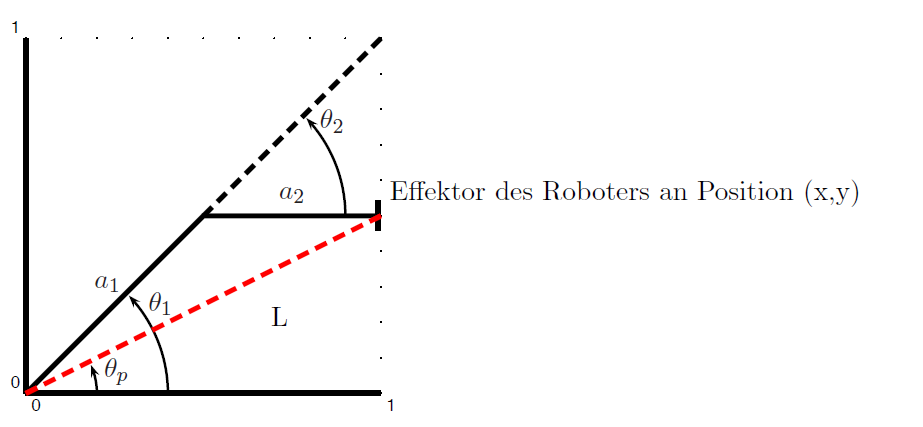 1
θ₂
a₂
Effektor des Roboters an Position (x,y)
a₁
θ₁
L
θₚ
0
0
1